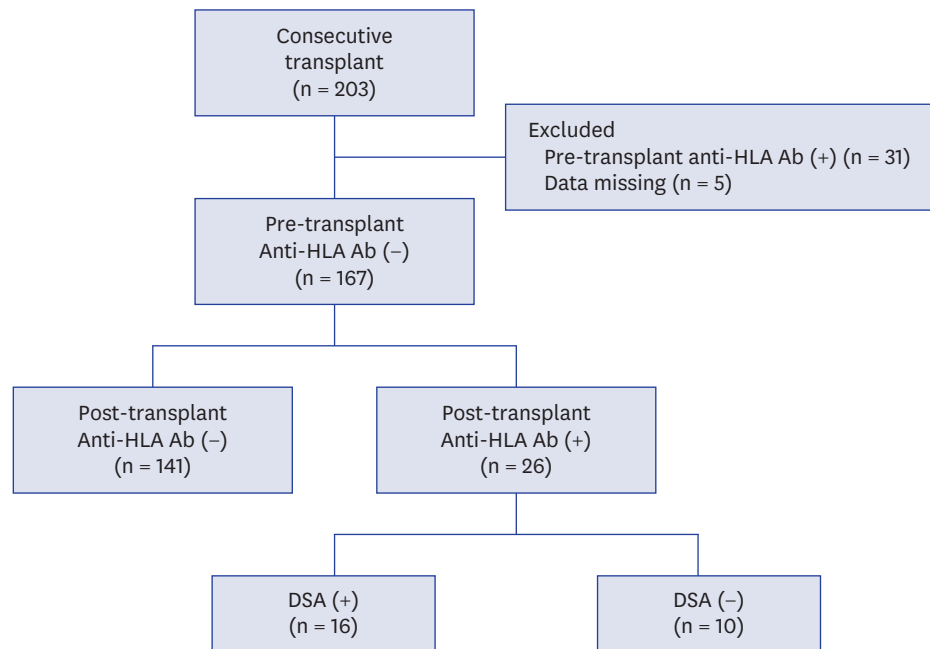 Consecutive
transplant
(n = 203)
Excluded
Pre-transplant anti-HLA Ab (+) (n = 31)
Data missing (n = 5)
Pre-transplant
Anti-HLA Ab (−)
(n = 167)
Post-transplant
Anti-HLA Ab (−)
(n = 141)
Post-transplant
Anti-HLA Ab (+)
(n = 26)
DSA (+)
(n = 16)
DSA (−)
(n = 10)